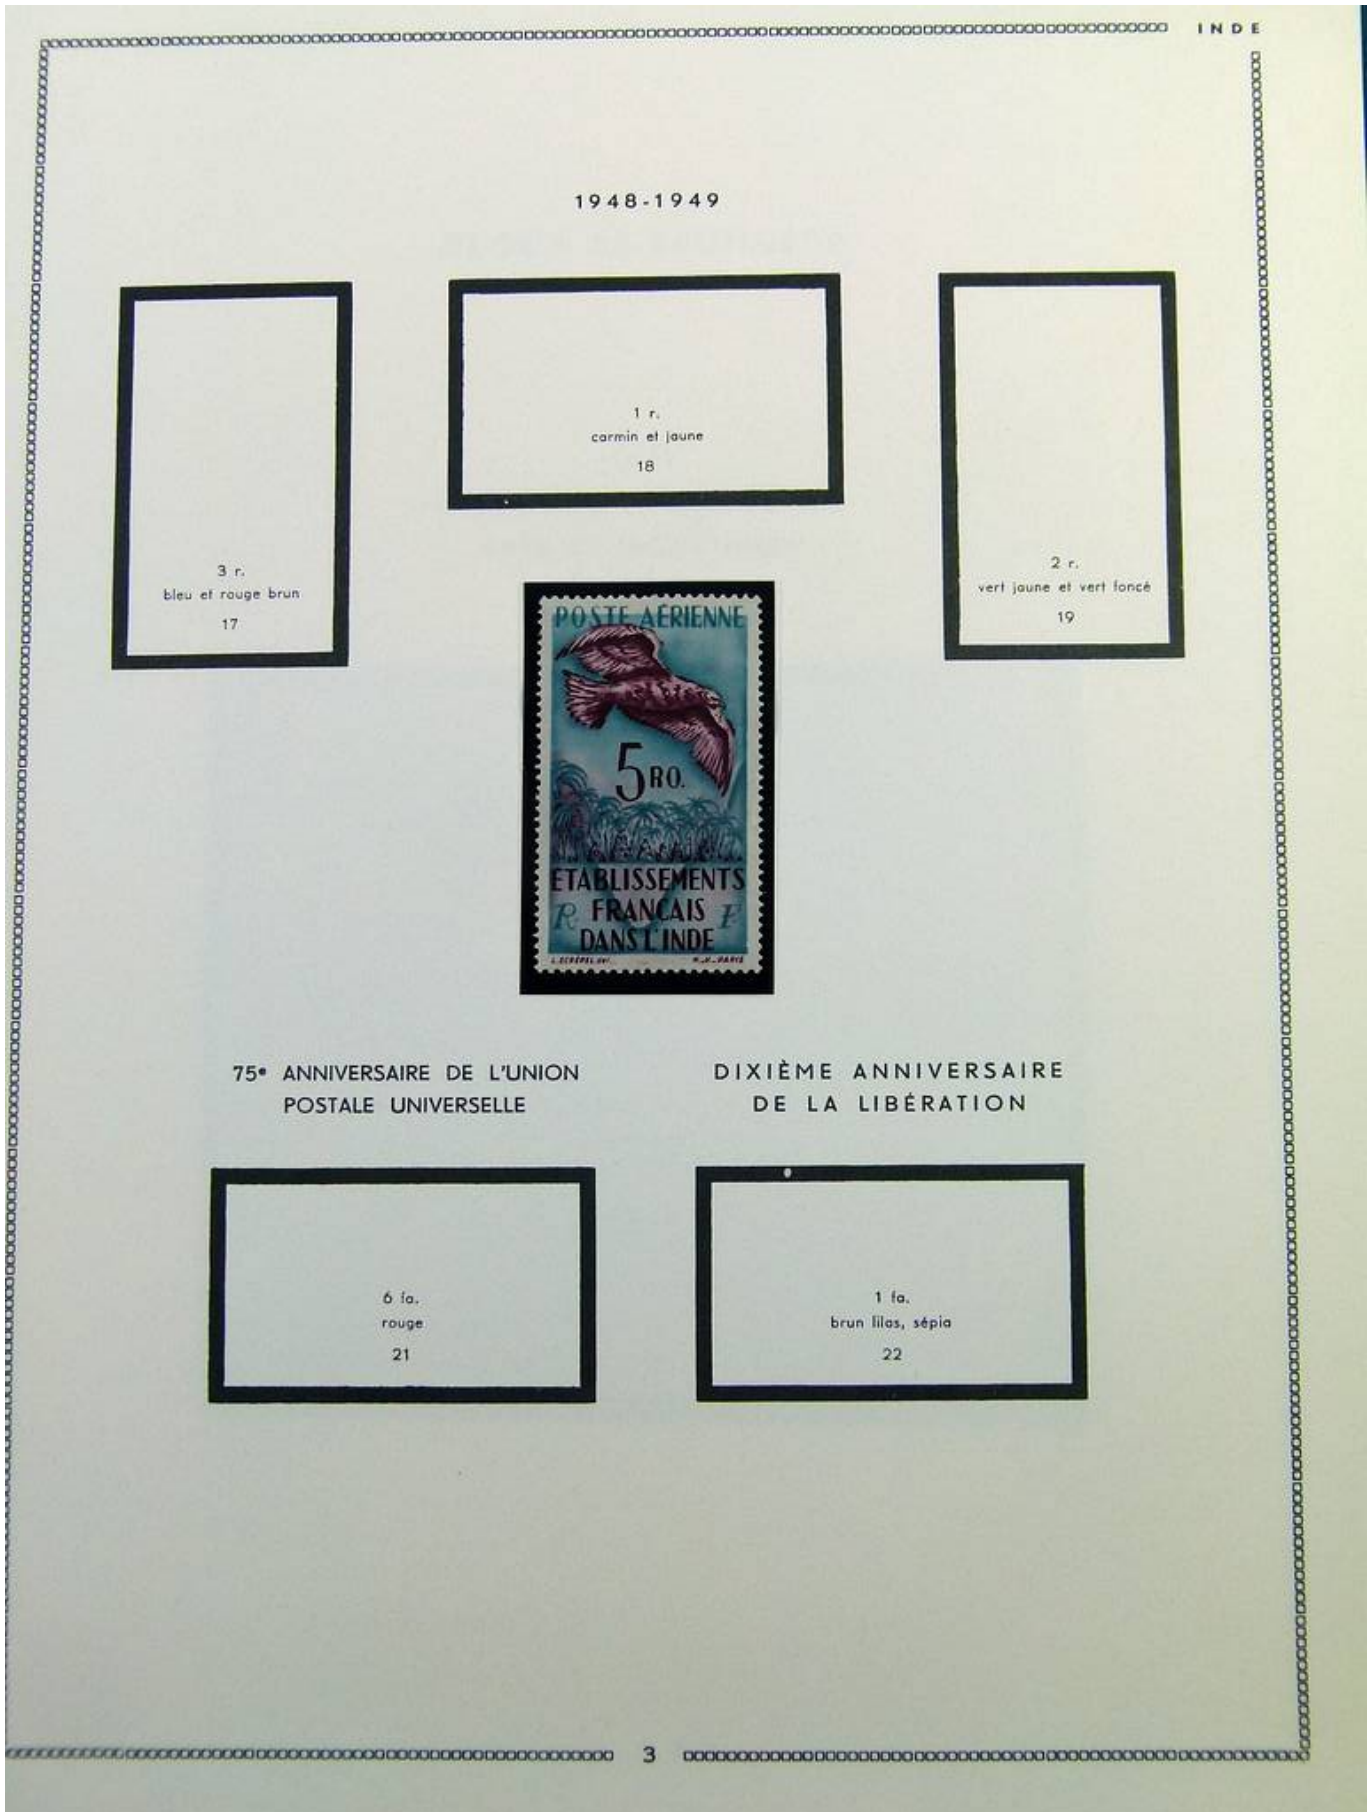 INDE
1948-1949
1 r.
carmin et jaune
18
3 r.
bleu et rouge brun
17
2 r.
vert jaune et vert foncé
19
POSTE AÉRIENNE
5 RO.
ETABLISSEMENTS
FRANCAIS
R F
DANS L'INDE
75e ANNIVERSAIRE DE L'UNION
POSTALE UNIVERSELLE
DIXIÈME ANNIVERSAIRE
DE LA LIBÉRATION
6 fa.
rouge
21
1 fa.
brun lilas, sépia
22
3